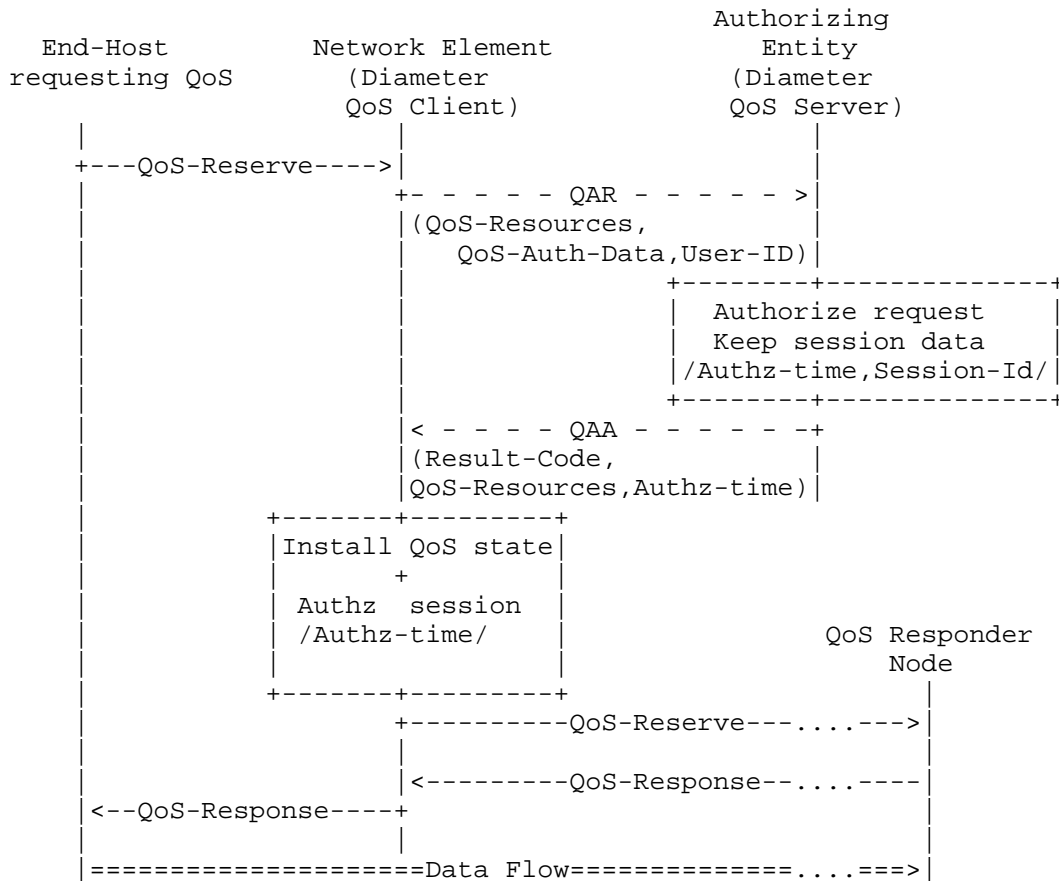 Authorizing
End-Host Network Element Entity
requesting QoS (Diameter (Diameter
QoS Client) QoS Server)
+---QoS-Reserve---->
+- - - - - QAR - - - - - >
(QoS-Resources,
QoS-Auth-Data,User-ID)
Authorize request
Keep session data
/Authz-time,Session-Id/
< - - - - QAA - - - - - -+
(Result-Code,
QoS-Resources,Authz-time)
Install QoS state
+
Authz session
/Authz-time/ QoS Responder
Node
+----------QoS-Reserve---....--->
<---------QoS-Response--....----
<--QoS-Response----+
=====================Data Flow==============....===>